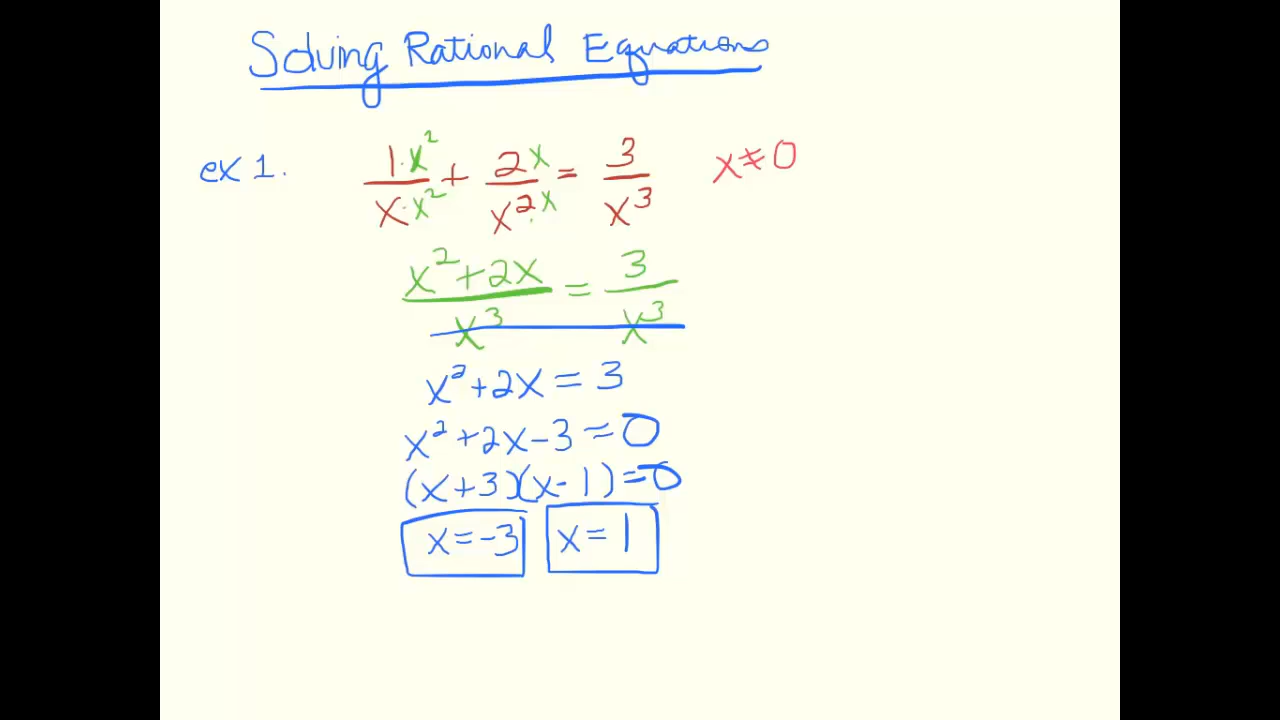 Solving Rational Equations
ex 1. 1·x²/x·x² + 2x/x²·x = 3/x³ x≠0
x²+2x/x³ = 3/x³
x²+2x=3
x²+2x-3=0
(x+3)(x-1)=0
x=-3 x=1